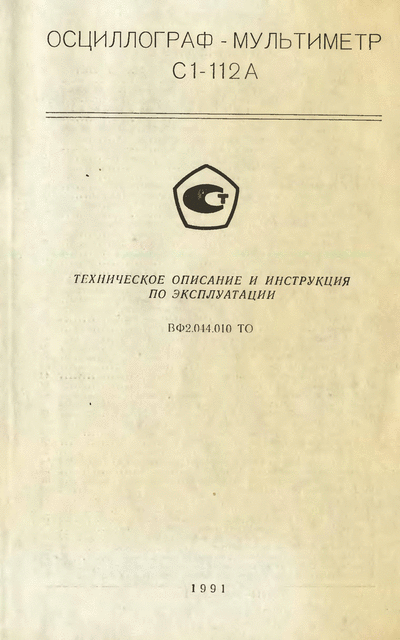 ОСЦИЛЛОГРАФ - МУЛЬТИМЕТР
С1-112А
ТЕХНИЧЕСКОЕ ОПИСАНИЕ И ИНСТРУКЦИЯ
ПО ЭКСПЛУАТАЦИИ
ВФ2.044.010 ТО
1991